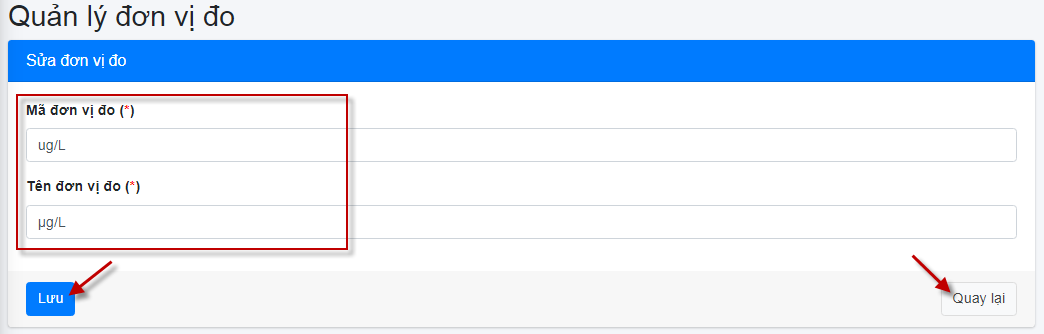 Quản lý đơn vị đo
Sửa đơn vị đo
Mã đơn vị đo (*)
ug/L
Tên đơn vị đo (*)
µg/L
Lưu
Quay lại